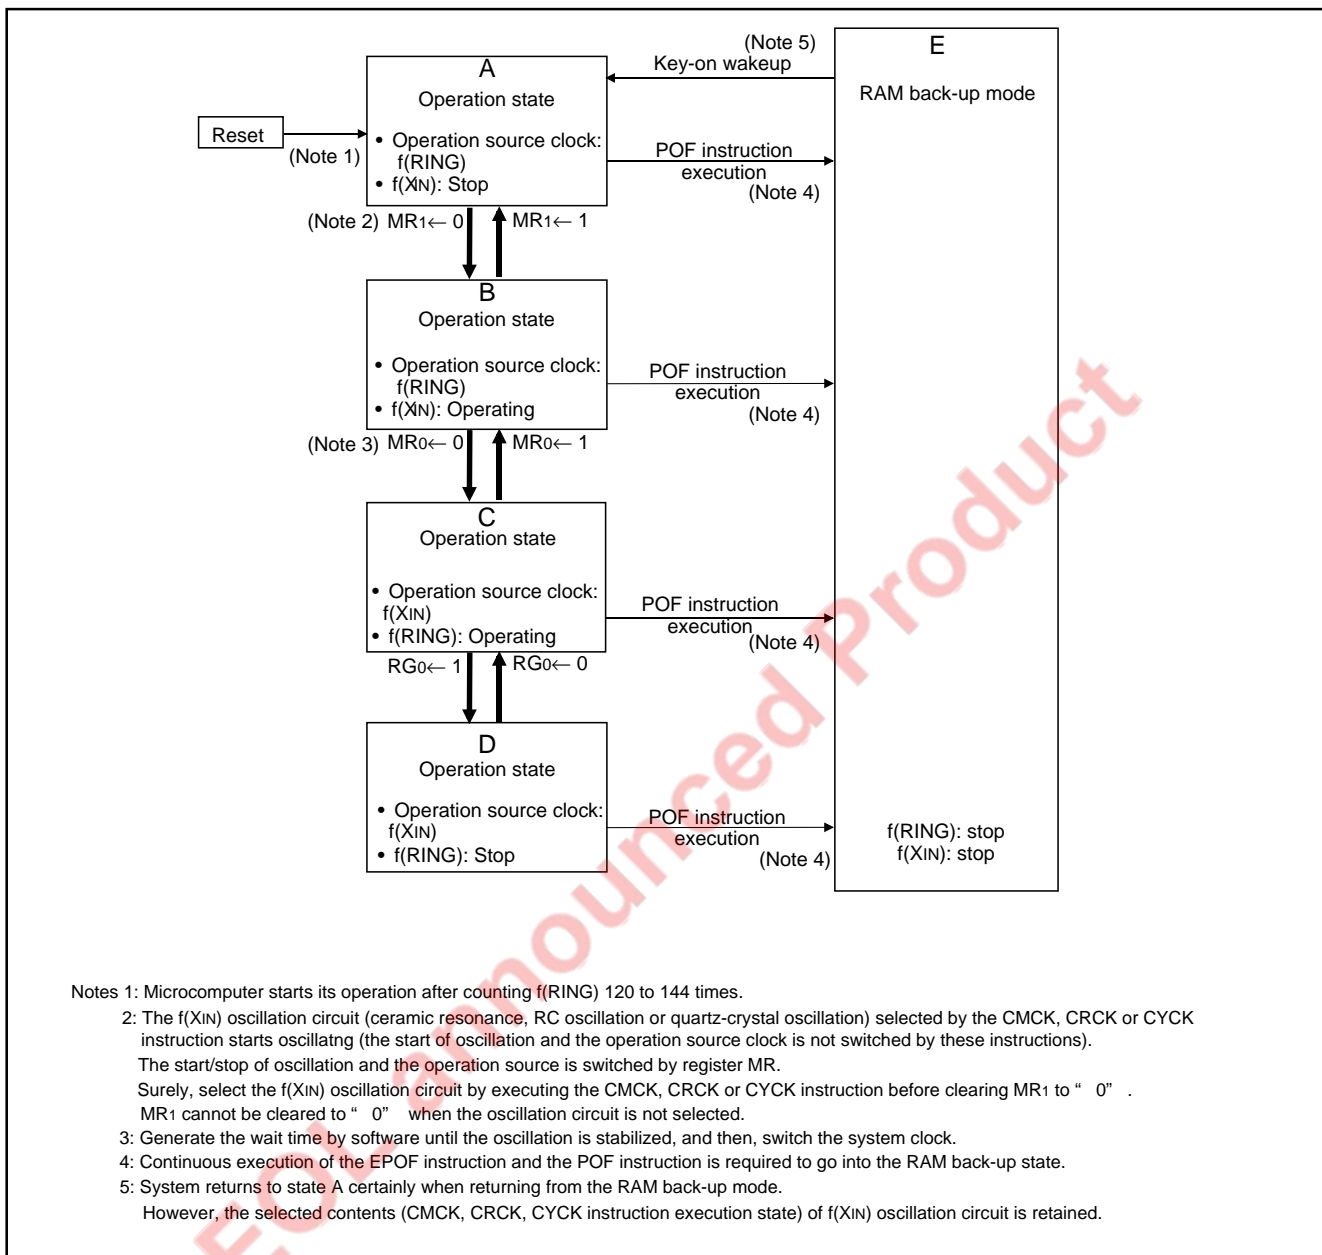 (Note 5)
Key-on wakeup
E
RAM back-up mode
A
Operation state
• Operation source clock:
f(RING)
• f(XIN): Stop
Reset
(Note 1)
POF instruction
execution
(Note 4)
(Note 2) MR1← 0
MR1← 1
B
Operation state
• Operation source clock:
f(RING)
• f(XIN): Operating
POF instruction
execution
(Note 4)
(Note 3) MR0← 0
MR0← 1
C
Operation state
• Operation source clock:
f(XIN)
• f(RING): Operating
POF instruction
execution
(Note 4)
RG0← 1
RG0← 0
D
Operation state
• Operation source clock:
f(XIN)
• f(RING): Stop
POF instruction
execution
(Note 4)
f(RING): stop
f(XIN): stop
Notes 1: Microcomputer starts its operation after counting f(RING) 120 to 144 times.
2: The f(XIN) oscillation circuit (ceramic resonance, RC oscillation or quartz-crystal oscillation) selected by the CMCK, CRCK or CYCK
instruction starts oscillatng (the start of oscillation and the operation source clock is not switched by these instructions).
The start/stop of oscillation and the operation source is switched by register MR.
Surely, select the f(XIN) oscillation circuit by executing the CMCK, CRCK or CYCK instruction before clearing MR1 to “ 0” .
MR1 cannot be cleared to “ 0” when the oscillation circuit is not selected.
3: Generate the wait time by software until the oscillation is stabilized, and then, switch the system clock.
4: Continuous execution of the EPOF instruction and the POF instruction is required to go into the RAM back-up state.
5: System returns to state A certainly when returning from the RAM back-up mode.
However, the selected contents (CMCK, CRCK, CYCK instruction execution state) of f(XIN) oscillation circuit is retained.
EOL announced Product